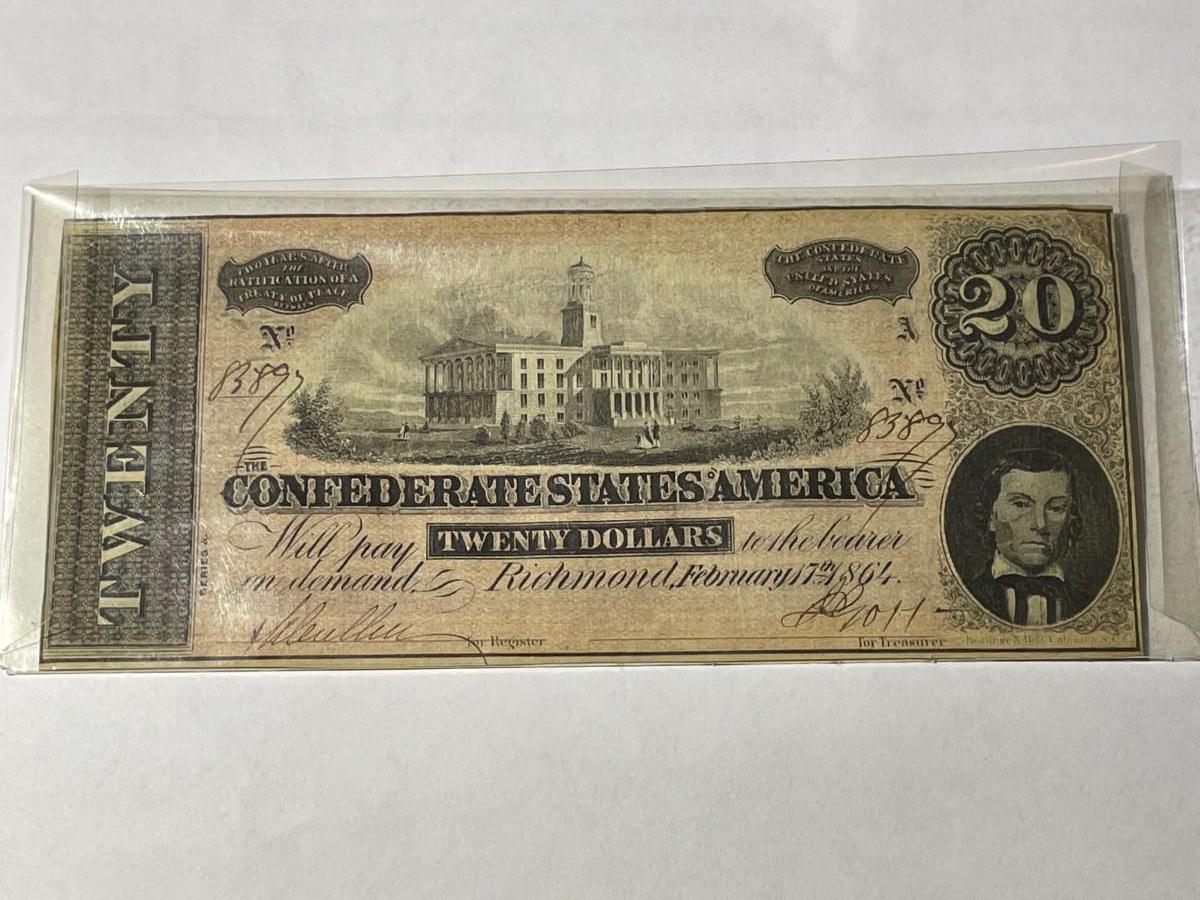 TWENTY
TWO YEARS AFTER
THE
RATIFICATION OF A
TREATY OF PEACE
BETWEEN
THE CONFEDERATE
STATES
AND THE
UNITED STATES
OF AMERICA
20
A
No
No
8389
8389
THE
CONFEDERATE STATES OF AMERICA
Will pay TWENTY DOLLARS to the bearer
on demand. Richmond, February 17th 1864.
SERIES
for Register
for Treasurer